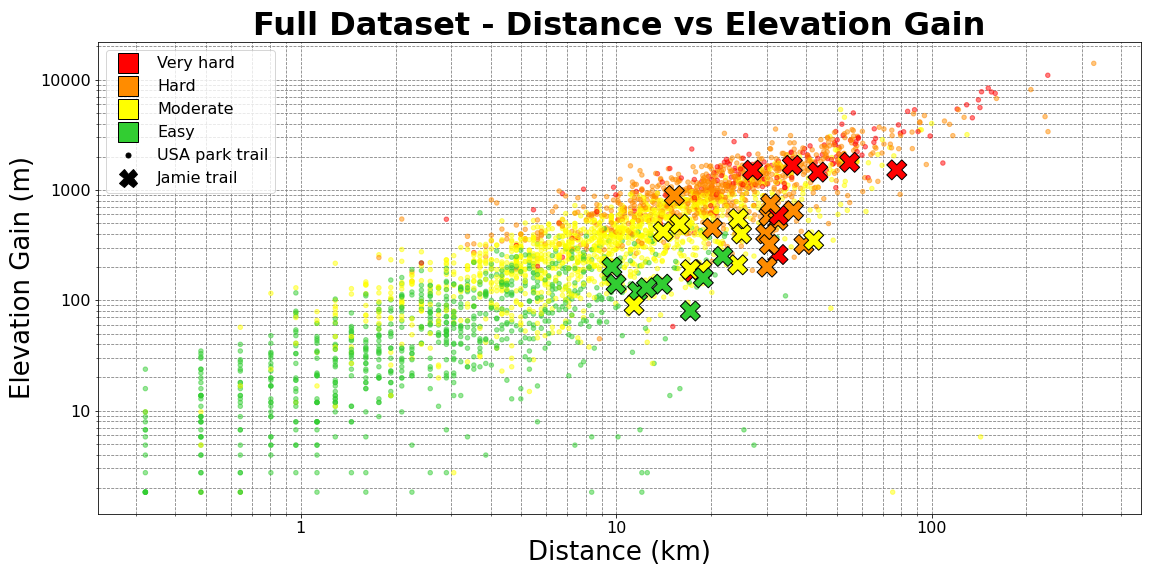 Full Dataset - Distance vs Elevation Gain
Very hard
Hard
Moderate
Easy
USA park trail
Jamie trail
Elevation Gain (m)
10000
1000
100
10
1
10
100
Distance (km)